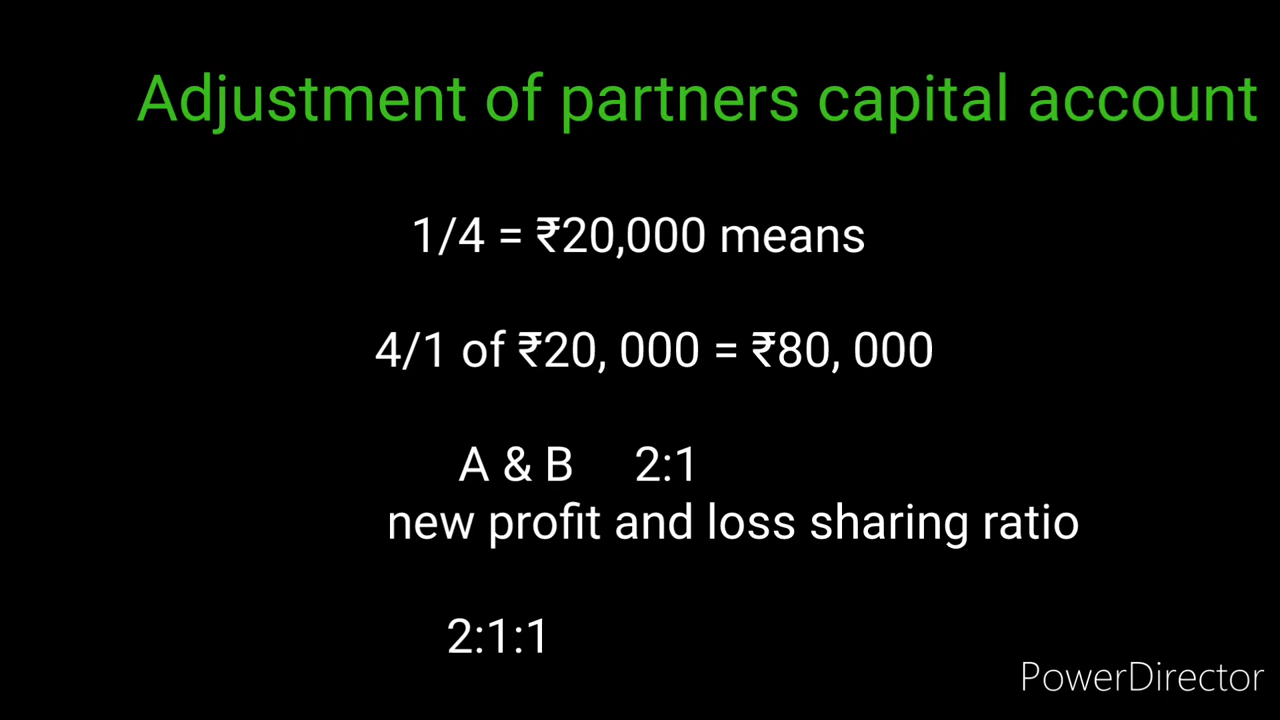 Adjustment of partners capital account
1/4 = ₹20,000 means
4/1 of ₹20, 000 = ₹80, 000
A & B 2:1
new profit and loss sharing ratio
2:1:1
PowerDirector